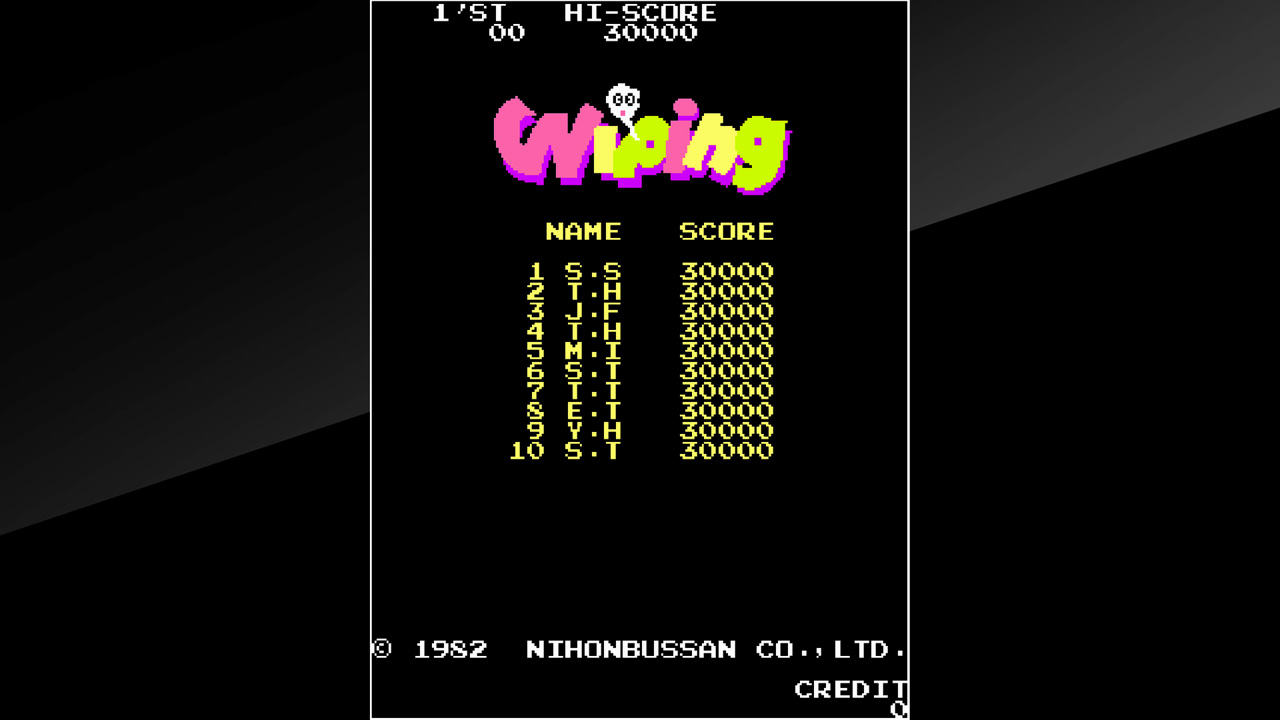 1'ST HI-SCORE
00 30000
Wiping
NAME SCORE
1 S.S 30000
2 T.H 30000
3 J.F 30000
4 T.H 30000
5 M.I 30000
6 S.T 30000
7 T.T 30000
8 E.T 30000
9 Y.H 30000
10 S.T 30000
© 1982 NIHONBUSSAN CO.,LTD.
CREDIT
0